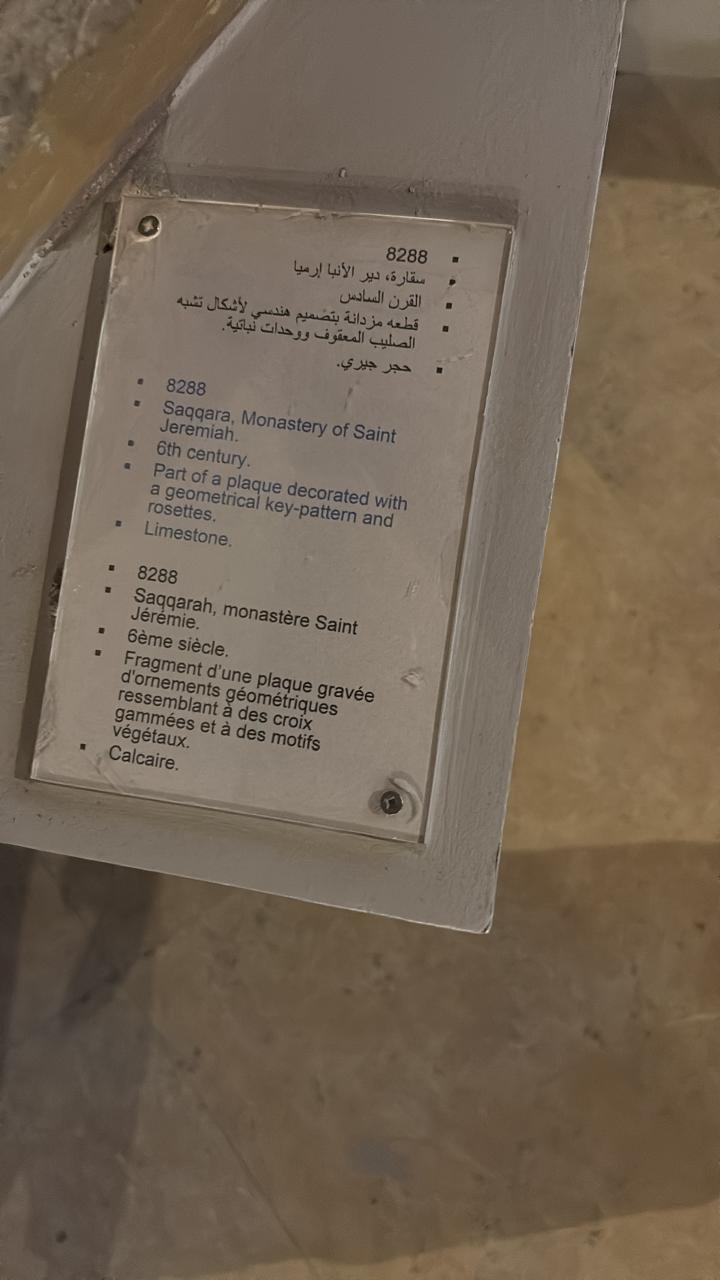 8288
سقارة، دير الأنبا إرميا
القرن السادس
قطعه مزدانة بتصميم هندسي لأشكال تشبه
الصليب المعقوف ووحدات نباتية.
حجر جيري.
8288
Saqqara, Monastery of Saint
Jeremiah.
6th century.
Part of a plaque decorated with
a geometrical key-pattern and
rosettes.
Limestone.
8288
Saqqarah, monastère Saint
Jérémie.
6ème siècle.
Fragment d'une plaque gravée
d'ornements géométriques
ressemblant à des croix
gammées et à des motifs
végétaux.
Calcaire.